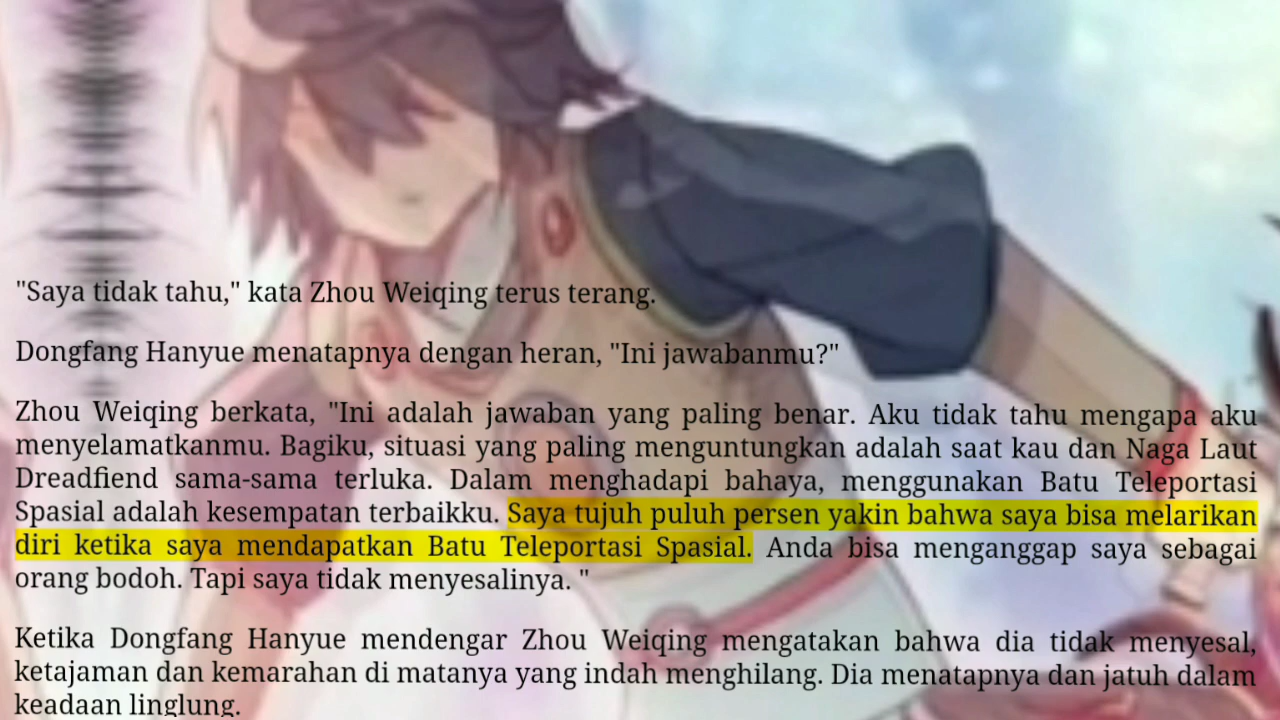 "Saya tidak tahu," kata Zhou Weiqing terus terang.
Dongfang Hanyue menatapnya dengan heran, "Ini jawabanmu?"
Zhou Weiqing berkata, "Ini adalah jawaban yang paling benar. Aku tidak tahu mengapa aku
menyelamatkanmu. Bagiku, situasi yang paling menguntungkan adalah saat kau dan Naga Laut
Dreadfiend sama-sama terluka. Dalam menghadapi bahaya, menggunakan Batu Teleportasi
Spasial adalah kesempatan terbaikku. Saya tujuh puluh persen yakin bahwa saya bisa melarikan
diri ketika saya mendapatkan Batu Teleportasi Spasial. Anda bisa menganggap saya sebagai
orang bodoh. Tapi saya tidak menyesalinya. "
Ketika Dongfang Hanyue mendengar Zhou Weiqing mengatakan bahwa dia tidak menyesal,
ketajaman dan kemarahan di matanya yang indah menghilang. Dia menatapnya dan jatuh dalam
keadaan linglung.